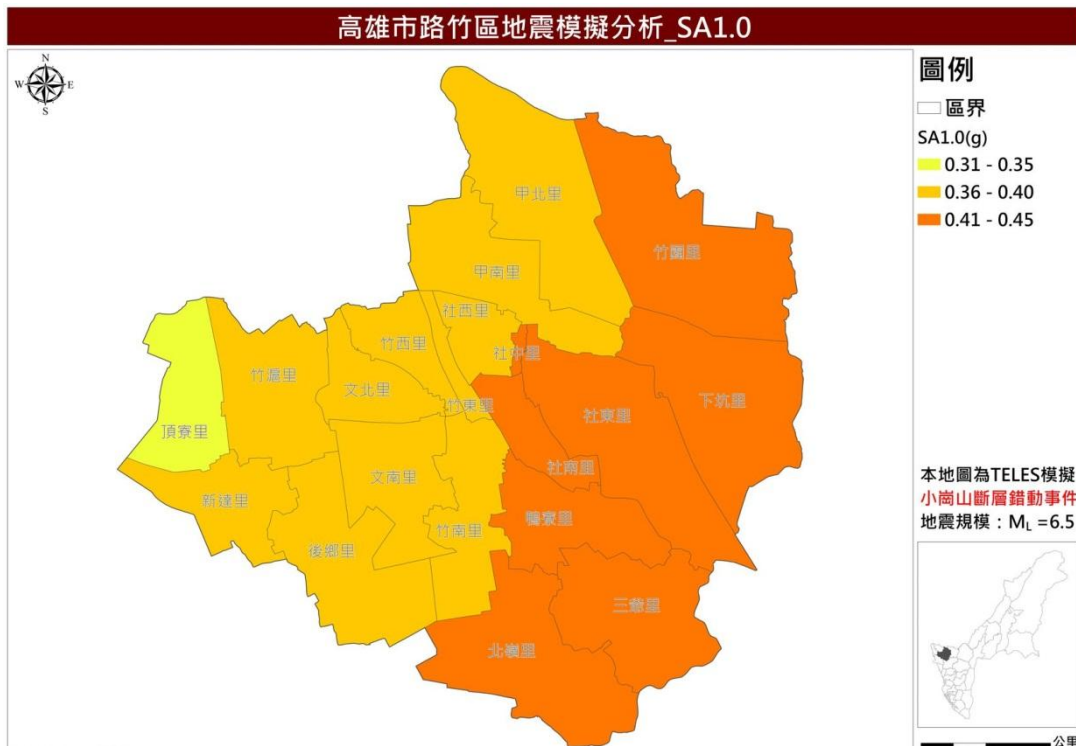 高雄市路竹區地震模擬分析_SA1.0
N
W
E
S
圖例
區界
SA1.0(g)
0.31 - 0.35
0.36 - 0.40
0.41 - 0.45
甲北里
竹園里
甲南里
社西里
竹西里
社中里
竹滬里
文北里
竹東里
社東里
下坑里
頂寮里
社南里
文南里
新達里
鴨寮里
竹南里
後鄉里
三爺里
北嶺里
本地圖為TELES模擬
小崗山斷層錯動事件
地震規模：ML =6.5
公里